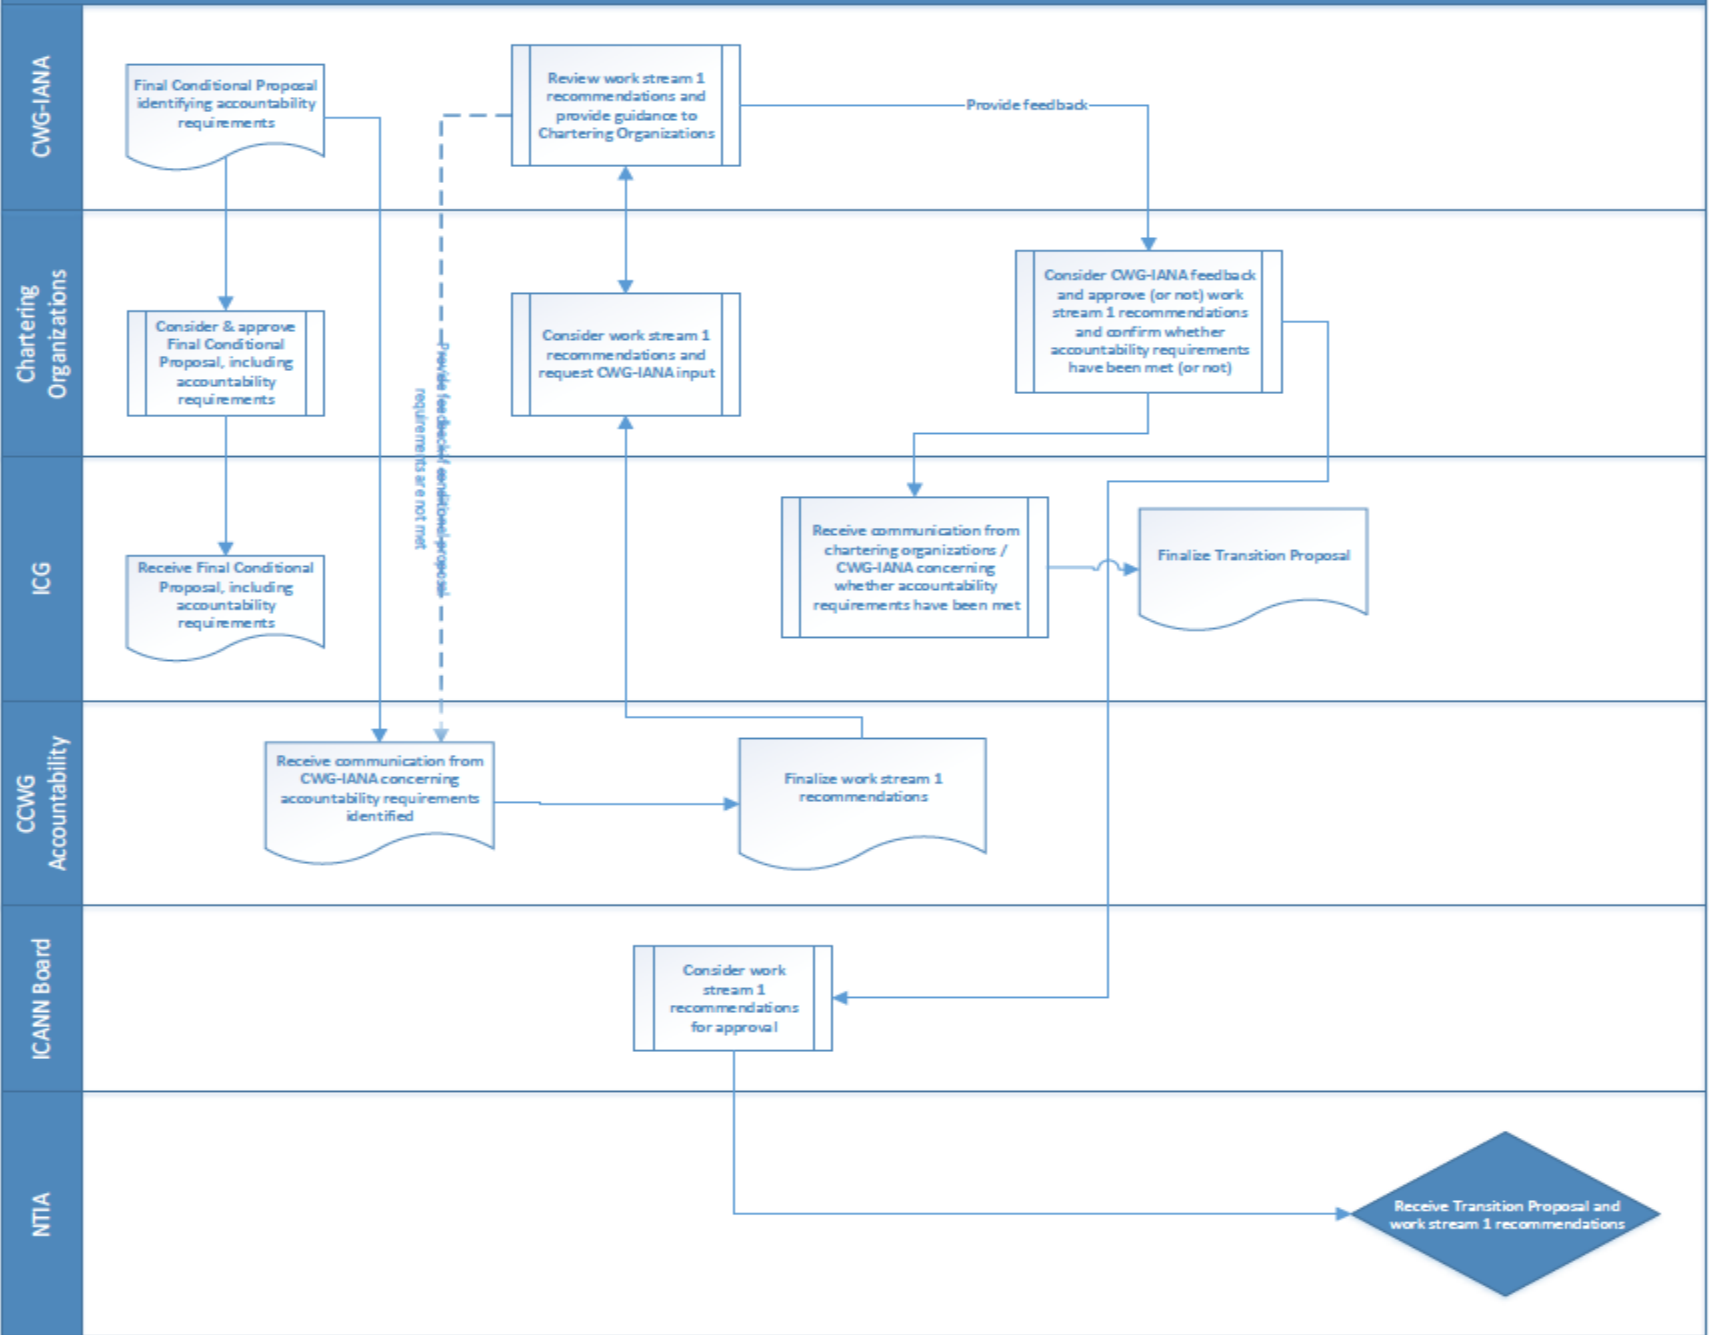 CWG-IANA
Final Conditional Proposal
identifying accountability
requirements
Review work stream 1
recommendations and
provide guidance to
Chartering Organizations
Provide feedback
Chartering
Organizations
Consider & approve
Final Conditional
Proposal, including
accountability
requirements
Provide feedback if conditional proposal
requirements are not met
Consider work stream 1
recommendations and
request CWG-IANA input
Consider CWG-IANA feedback
and approve (or not) work
stream 1 recommendations
and confirm whether
accountability requirements
have been met (or not)
ICG
Receive Final Conditional
Proposal, including
accountability
requirements
Receive communication from
chartering organizations /
CWG-IANA concerning
whether accountability
requirements have been met
Finalize Transition Proposal
CCWG
Accountability
Receive communication from
CWG-IANA concerning
accountability requirements
identified
Finalize work stream 1
recommendations
ICANN Board
Consider work
stream 1
recommendations
for approval
NTIA
Receive Transition Proposal and
work stream 1 recommendations